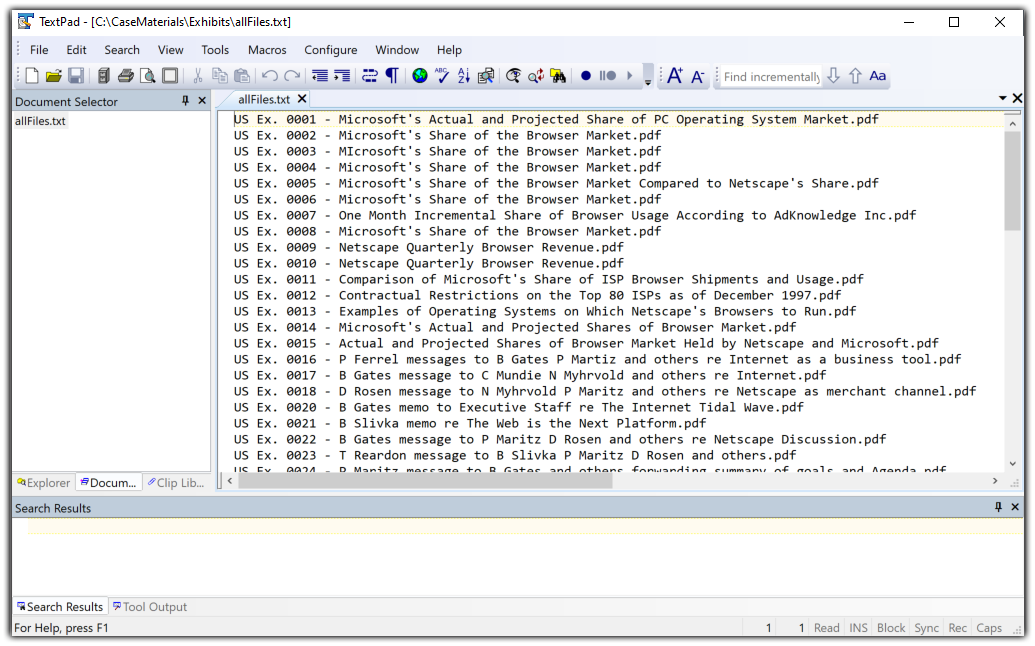 TextPad - [C:\CaseMaterials\Exhibits\allFiles.txt]
File Edit Search View Tools Macros Configure Window Help
Find incrementally Aa
Document Selector
allFiles.txt
allFiles.txt
US Ex. 0001 - Microsoft's Actual and Projected Share of PC Operating System Market.pdf
US Ex. 0002 - Microsoft's Share of the Browser Market.pdf
US Ex. 0003 - MIcrosoft's Share of the Browser Market.pdf
US Ex. 0004 - Microsoft's Share of the Browser Market.pdf
US Ex. 0005 - Microsoft's Share of the Browser Market Compared to Netscape's Share.pdf
US Ex. 0006 - Microsoft's Share of the Browser Market.pdf
US Ex. 0007 - One Month Incremental Share of Browser Usage According to AdKnowledge Inc.pdf
US Ex. 0008 - Microsoft's Share of the Browser Market.pdf
US Ex. 0009 - Netscape Quarterly Browser Revenue.pdf
US Ex. 0010 - Netscape Quarterly Browser Revenue.pdf
US Ex. 0011 - Comparison of Microsoft's Share of ISP Browser Shipments and Usage.pdf
US Ex. 0012 - Contractual Restrictions on the Top 80 ISPs as of December 1997.pdf
US Ex. 0013 - Examples of Operating Systems on Which Netscape's Browsers to Run.pdf
US Ex. 0014 - Microsoft's Actual and Projected Shares of Browser Market.pdf
US Ex. 0015 - Actual and Projected Shares of Browser Market Held by Netscape and Microsoft.pdf
US Ex. 0016 - P Ferrel messages to B Gates P Martiz and others re Internet as a business tool.pdf
US Ex. 0017 - B Gates message to C Mundie N Myhrvold and others re Internet.pdf
US Ex. 0018 - D Rosen message to N Myhrvold P Maritz and others re Netscape as merchant channel.pdf
US Ex. 0020 - B Gates memo to Executive Staff re The Internet Tidal Wave.pdf
US Ex. 0021 - B Slivka memo re The Web is the Next Platform.pdf
US Ex. 0022 - B Gates message to P Maritz D Rosen and others re Netscape Discussion.pdf
US Ex. 0023 - T Reardon message to B Slivka P Maritz D Rosen and others.pdf
US Ex. 0024 - P Maritz message to B Gates and others forwarding summary of goals and Agenda.pdf
Explorer Docum... Clip Lib...
Search Results
Search Results Tool Output
For Help, press F1 1 1 Read INS Block Sync Rec Caps